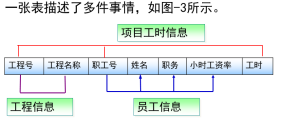 一张表描述了多件事情，如图-3所示。
项目工时信息
工程号 工程名称 职工号 姓名 职务 小时工资率 工时
工程信息 员工信息